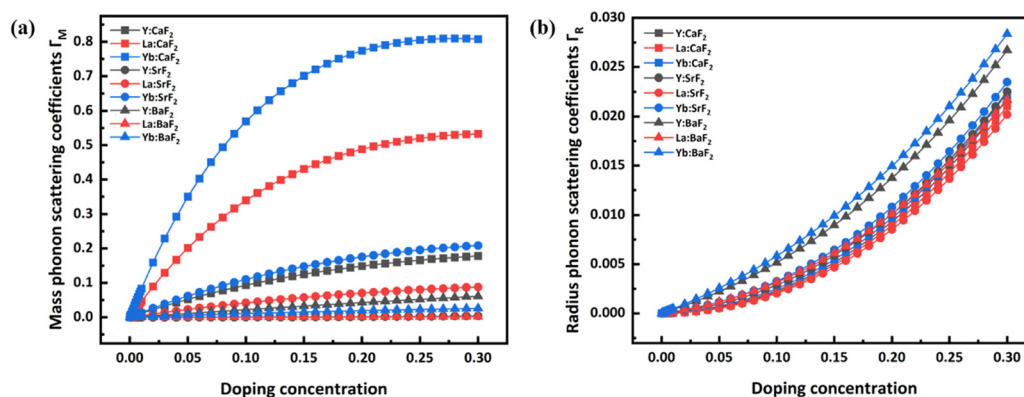 (a)
Mass phonon scattering coefficients ΓM
0.8
0.7
0.6
0.5
0.4
0.3
0.2
0.1
0.0
Y:CaF2
La:CaF2
Yb:CaF2
Y:SrF2
La:SrF2
Yb:SrF2
Y:BaF2
La:BaF2
Yb:BaF2
0.00 0.05 0.10 0.15 0.20 0.25 0.30
Doping concentration
(b)
Radius phonon scattering coefficients ΓR
0.030
0.025
0.020
0.015
0.010
0.005
0.000
Y:CaF2
La:CaF2
Yb:CaF2
Y:SrF2
La:SrF2
Yb:SrF2
Y:BaF2
La:BaF2
Yb:BaF2
0.00 0.05 0.10 0.15 0.20 0.25 0.30
Doping concentration